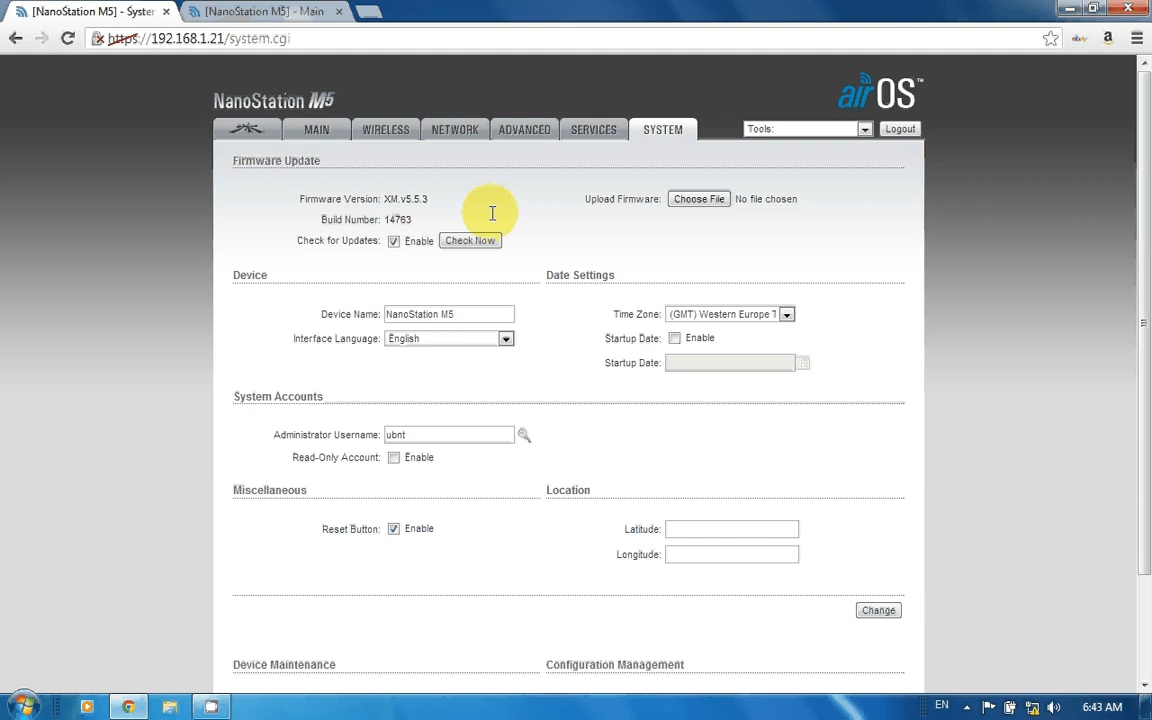 [NanoStation M5] - Syster
[NanoStation M5] - Main
https://192.168.1.21/system.cgi
NanoStation M5
airOS™
MAIN
WIRELESS
NETWORK
ADVANCED
SERVICES
SYSTEM
Tools:
Logout
Firmware Update
Firmware Version: XM.v5.5.3
Upload Firmware: Choose File No file chosen
Build Number: 14763
Check for Updates: Enable Check Now
Device
Date Settings
Device Name: NanoStation M5
Time Zone: (GMT) Western Europe T
Interface Language: English
Startup Date: Enable
Startup Date:
System Accounts
Administrator Username: ubnt
Read-Only Account: Enable
Miscellaneous
Location
Reset Button: Enable
Latitude:
Longitude:
Change
Device Maintenance
Configuration Management
EN
6:43 AM